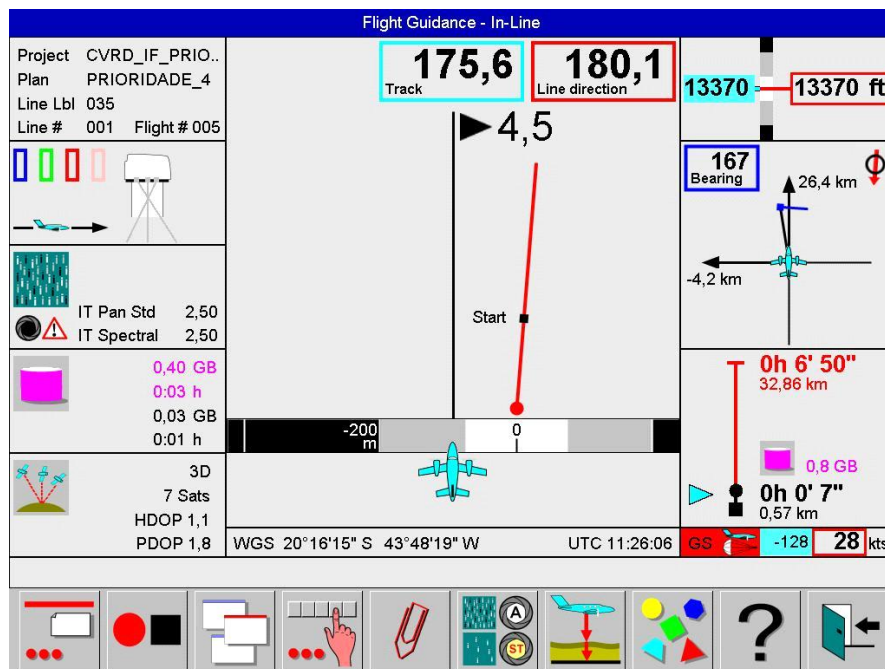 Flight Guidance - In-Line
Project CVRD_IF_PRIO..
Plan PRIORIDADE_4
Line Lbl 035
Line # 001 Flight # 005
175,6
Track
180,1
Line direction
4,5
13370
13370 ft
167
Bearing
26,4 km
-4,2 km
IT Pan Std 2,50
IT Spectral 2,50
Start
0,40 GB
0:03 h
0,03 GB
0:01 h
-200
m
0
0h 6' 50"
32,86 km
0,8 GB
0h 0' 7"
0,57 km
3D
7 Sats
HDOP 1,1
PDOP 1,8
WGS 20°16'15" S 43°48'19" W UTC 11:26:06
GS -128 28 kts
A
ST
?